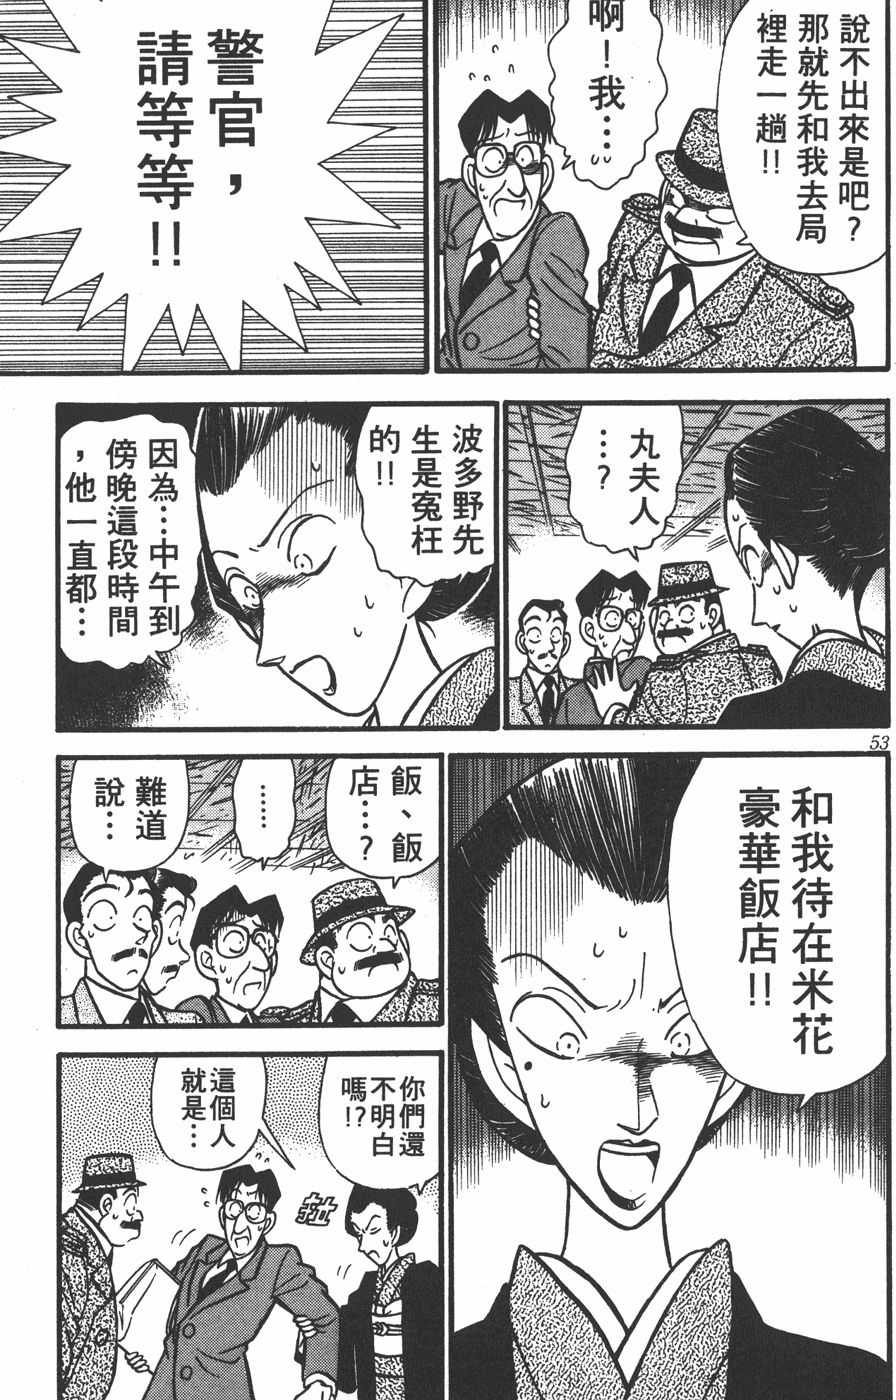 說不出來是吧?
那就先和我去局
裡走一趟!!
啊!我…
警官,
請等等!!
丸夫人
…?
波多野先
生是冤枉
的!!
因為…中午到
傍晚這段時間
,他一直都…
53
和我待在米花
豪華飯店!!
飯、飯
店…?
…
難道
說…
你們還
不明白
嗎!?
拉
這個人
就是…